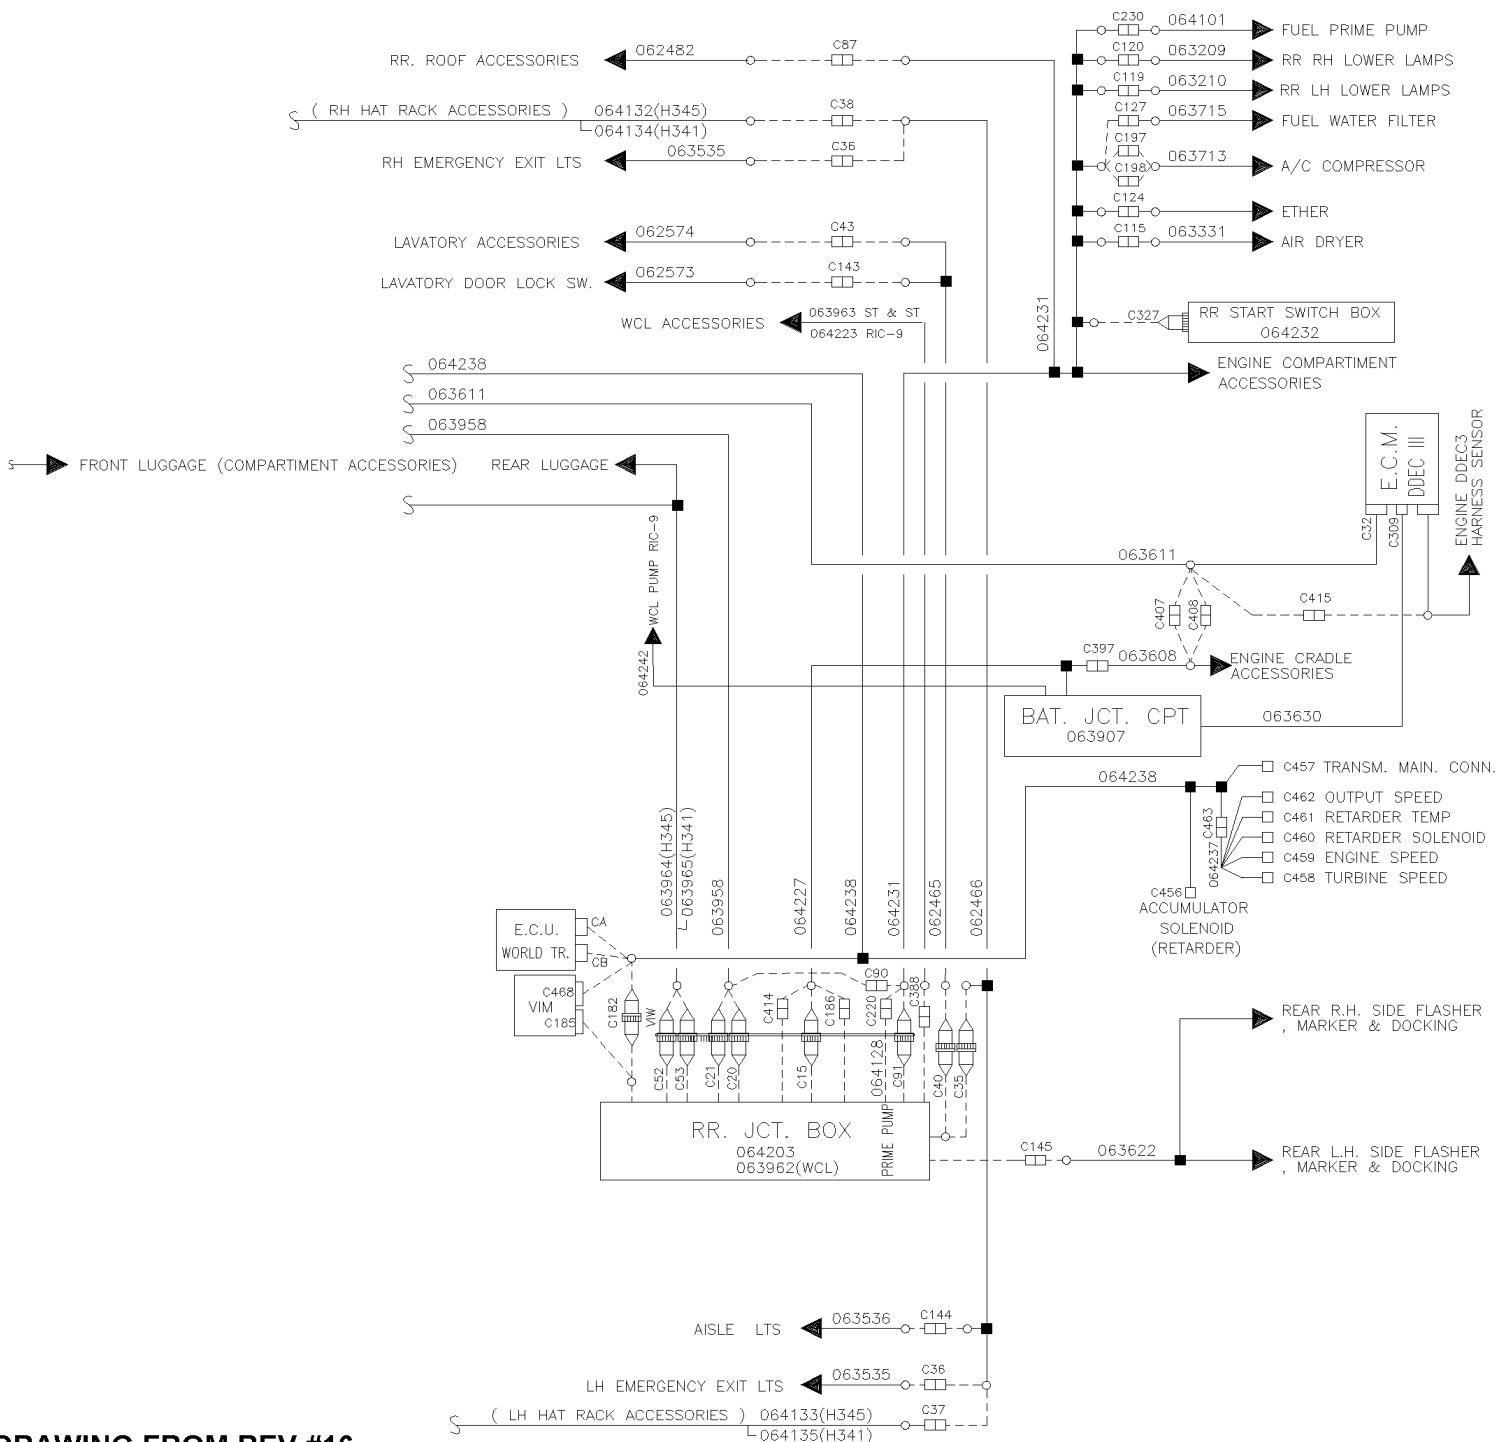 C230 064101 FUEL PRIME PUMP
RR. ROOF ACCESSORIES 062482 C87
C120 063209 RR RH LOWER LAMPS
C119 063210 RR LH LOWER LAMPS
( RH HAT RACK ACCESSORIES ) 064132(H345) C38
064134(H341)
C127 063715 FUEL WATER FILTER
RH EMERGENCY EXIT LTS 063535 C36
C197
063713 A/C COMPRESSOR
C198
C124 ETHER
LAVATORY ACCESSORIES 062574 C43
C115 063331 AIR DRYER
LAVATORY DOOR LOCK SW. 062573 C143
WCL ACCESSORIES 063963 ST & ST
064223 RIC-9
064231
C327 RR START SWITCH BOX
064232
ENGINE COMPARTMENT
ACCESSORIES
064238
063611
063958
FRONT LUGGAGE (COMPARTMENT ACCESSORIES) REAR LUGGAGE
E.C.M.
DDEC III
C32
C309
ENGINE DDEC3
HARNESS SENSOR
WCL PUMP RIC-9
064242
063611
C407
C408
C415
C397 063608 ENGINE CRADLE
ACCESSORIES
BAT. JCT. CPT
063907
063630
064238
C457 TRANSM. MAIN. CONN.
C462 OUTPUT SPEED
C461 RETARDER TEMP
C460 RETARDER SOLENOID
C459 ENGINE SPEED
C458 TURBINE SPEED
C463
064237
C456
ACCUMULATOR
SOLENOID
(RETARDER)
063964(H345)
063965(H341)
063958
064227
064238
064231
062465
062466
E.C.U.
WORLD TR.
CA
CB
C468
VIM
C185
C182
VIW
C90
C414
C186
C220
C388
C52
C53
C21
C20
C15
064128
C91
C40
C35
RR. JCT. BOX
064203
063962(WCL)
PRIME PUMP
REAR R.H. SIDE FLASHER
, MARKER & DOCKING
C145 063622
REAR L.H. SIDE FLASHER
, MARKER & DOCKING
AISLE LTS 063536 C144
LH EMERGENCY EXIT LTS 063535 C36
( LH HAT RACK ACCESSORIES ) 064133(H345) C37
064135(H341)
DRAWING FROM REV #16